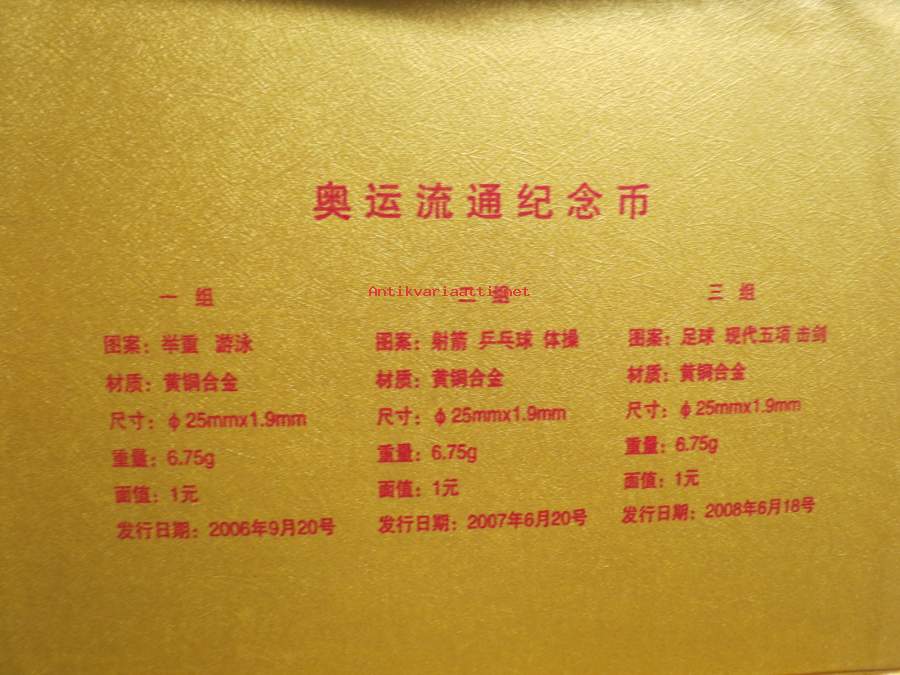 奥运流通纪念币
一 组
图案：举重 游泳
材质：黄铜合金
尺寸：ф25mmx1.9mm
重量：6.75g
面值：1元
发行日期：2006年9月20号
Antikvariaatti.net
二 组
图案：射箭 乒乓球 体操
材质：黄铜合金
尺寸：ф25mmx1.9mm
重量：6.75g
面值：1元
发行日期：2007年6月20号
三 组
图案：足球 现代五项 击剑
材质：黄铜合金
尺寸：ф25mmx1.9mm
重量：6.75g
面值：1元
发行日期：2008年6月18号